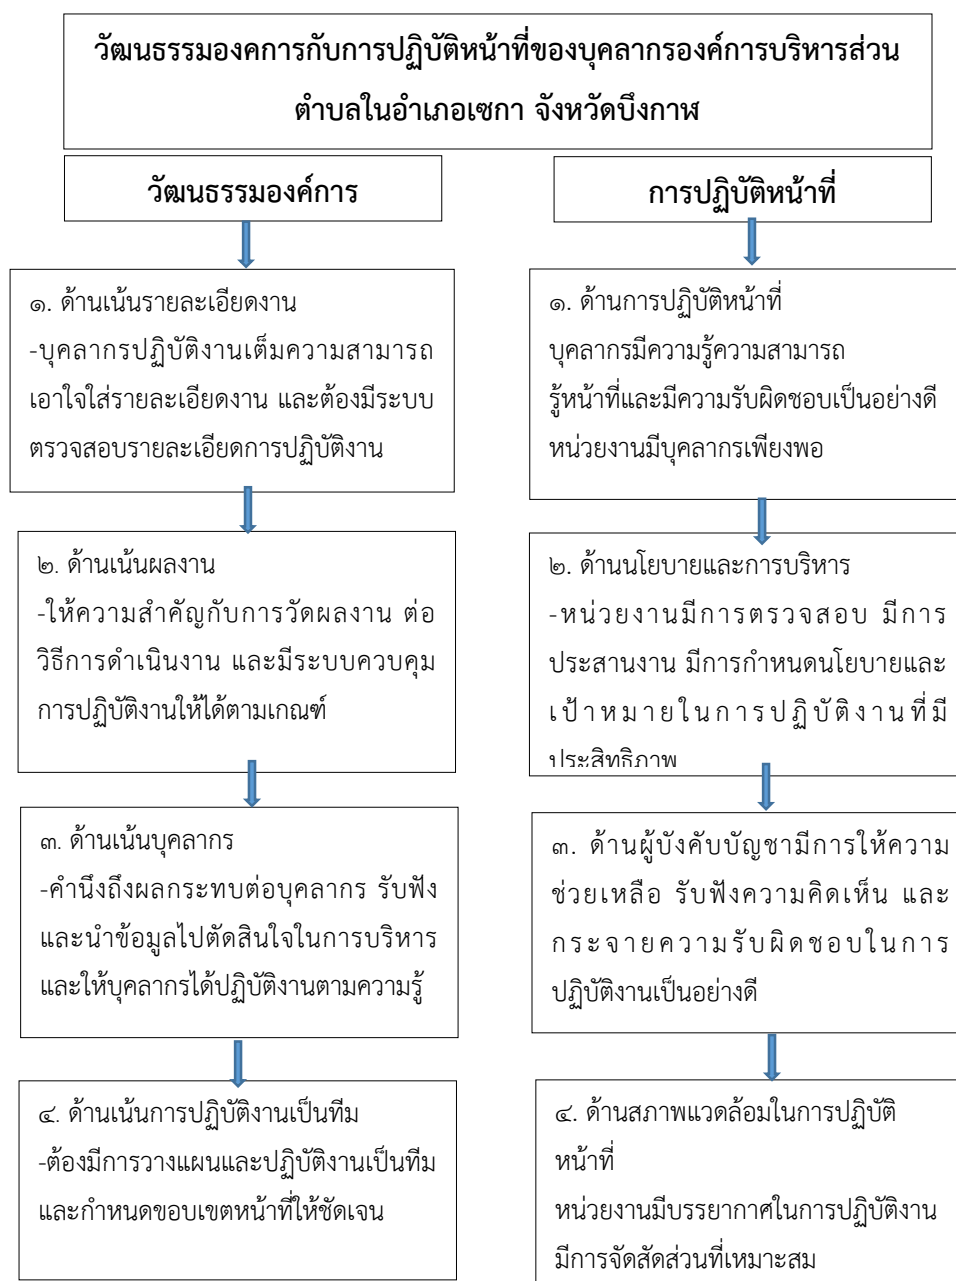 วัฒนธรรมองคการกับการปฏิบัติหน้าที่ของบุคลากรองค์การบริหารส่วน
ตำบลในอำเภอเซกา จังหวัดบึงกาฬ
วัฒนธรรมองค์การ
๑. ด้านเน้นรายละเอียดงาน
-บุคลากรปฏิบัติงานเต็มความสามารถ
เอาใจใส่รายละเอียดงาน และต้องมีระบบ
ตรวจสอบรายละเอียดการปฏิบัติงาน
๒. ด้านเน้นผลงาน
-ให้ความสำคัญกับการวัดผลงาน ต่อ
วิธีการดำเนินงาน และมีระบบควบคุม
การปฏิบัติงานให้ได้ตามเกณฑ์
๓. ด้านเน้นบุคลากร
-คำนึงถึงผลกระทบต่อบุคลากร รับฟัง
และนำข้อมูลไปตัดสินใจในการบริหาร
และให้บุคลากรได้ปฏิบัติงานตามความรู้
๔. ด้านเน้นการปฏิบัติงานเป็นทีม
-ต้องมีการวางแผนและปฏิบัติงานเป็นทีม
และกำหนดขอบเขตหน้าที่ให้ชัดเจน
การปฏิบัติหน้าที่
๑. ด้านการปฏิบัติหน้าที่
บุคลากรมีความรู้ความสามารถ
รู้หน้าที่และมีความรับผิดชอบเป็นอย่างดี
หน่วยงานมีบุคลากรเพียงพอ
๒. ด้านนโยบายและการบริหาร
-หน่วยงานมีการตรวจสอบ มีการ
ประสานงาน มีการกำหนดนโยบายและ
เป้าหมายในการปฏิบัติงานที่มี
ประสิทธิภาพ
๓. ด้านผู้บังคับบัญชามีการให้ความ
ช่วยเหลือ รับฟังความคิดเห็น และ
กระจายความรับผิดชอบในการ
ปฏิบัติงานเป็นอย่างดี
๔. ด้านสภาพแวดล้อมในการปฏิบัติ
หน้าที่
หน่วยงานมีบรรยากาศในการปฏิบัติงาน
มีการจัดสัดส่วนที่เหมาะสม